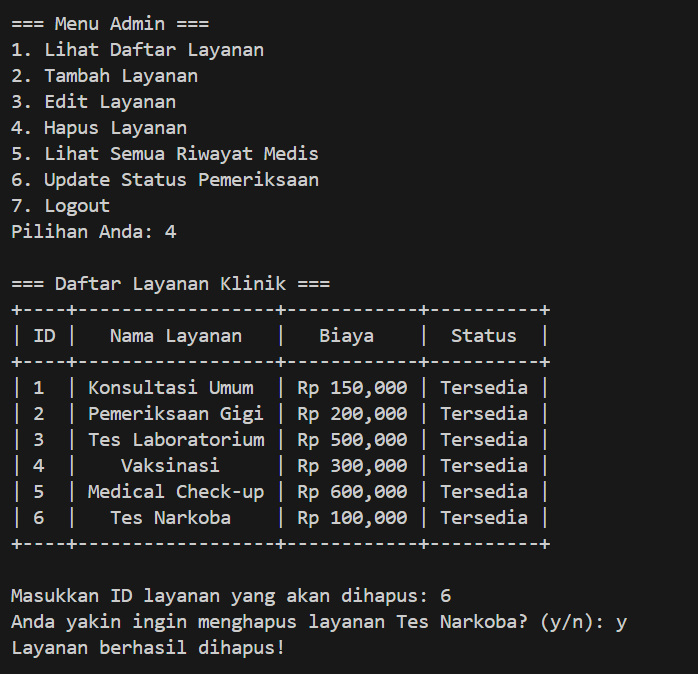 === Menu Admin ===
1. Lihat Daftar Layanan
2. Tambah Layanan
3. Edit Layanan
4. Hapus Layanan
5. Lihat Semua Riwayat Medis
6. Update Status Pemeriksaan
7. Logout
Pilihan Anda: 4

=== Daftar Layanan Klinik ===
+----+------------------+------------+----------+
| ID |   Nama Layanan   |   Biaya    |  Status  |
+----+------------------+------------+----------+
| 1  | Konsultasi Umum  | Rp 150,000 | Tersedia |
| 2  | Pemeriksaan Gigi | Rp 200,000 | Tersedia |
| 3  | Tes Laboratorium | Rp 500,000 | Tersedia |
| 4  |    Vaksinasi     | Rp 300,000 | Tersedia |
| 5  | Medical Check-up | Rp 600,000 | Tersedia |
| 6  |   Tes Narkoba    | Rp 100,000 | Tersedia |
+----+------------------+------------+----------+

Masukkan ID layanan yang akan dihapus: 6
Anda yakin ingin menghapus layanan Tes Narkoba? (y/n): y
Layanan berhasil dihapus!